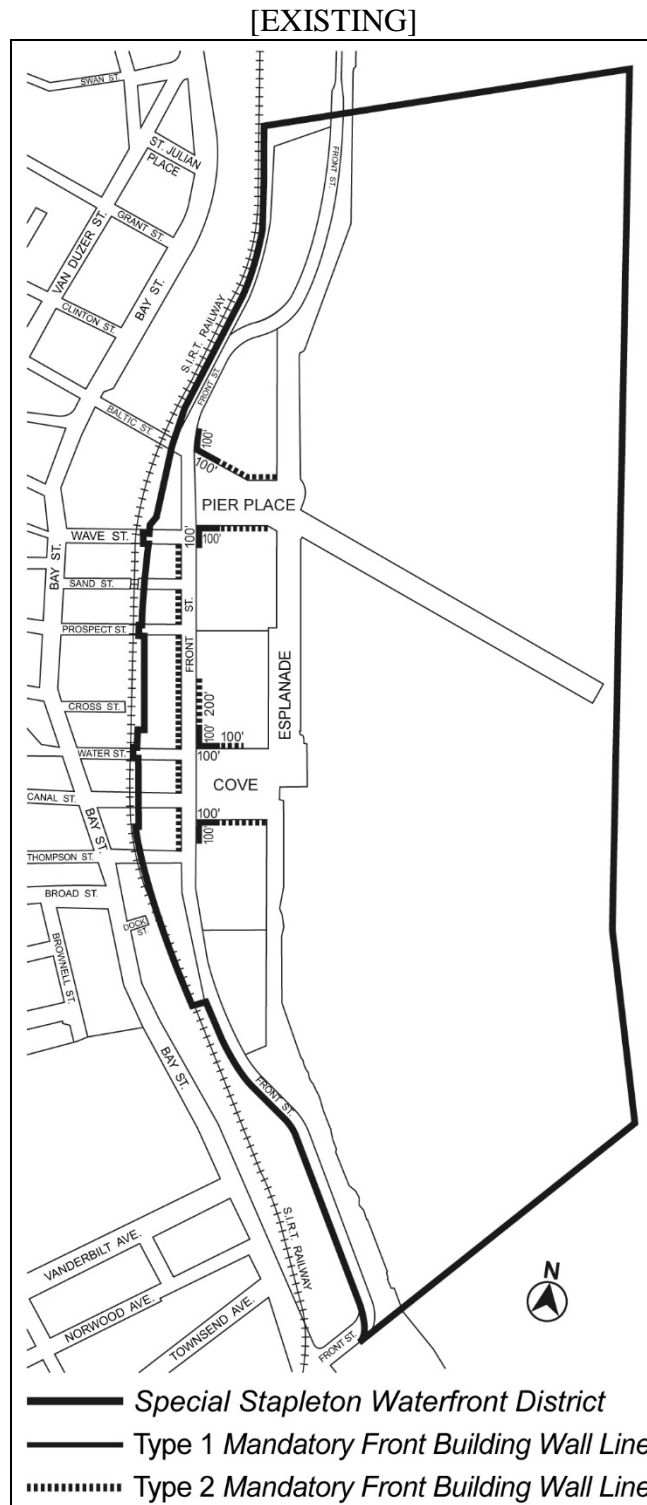 [EXISTING]
SWAN ST.
ST. JULIAN
PLACE
FRONT ST.
GRANT ST.
VAN DUZER ST.
BAY ST.
CLINTON ST.
S.I.R.T. RAILWAY
FRONT ST.
BALTIC ST.
100'
100'
PIER PLACE
WAVE ST.
100'
100'
BAY ST.
SAND ST.
ST.
PROSPECT ST.
FRONT
ESPLANADE
200'
CROSS ST.
100'
100'
WATER ST.
100'
COVE
CANAL ST.
100'
BAY ST.
100'
THOMPSON ST.
BROAD ST.
DOCK
ST.
BROWNELL ST.
BAY ST.
FRONT ST.
S.I.R.T. RAILWAY
VANDERBILT AVE.
N
NORWOOD AVE.
TOWNSEND AVE.
FRONT ST.
Special Stapleton Waterfront District
Type 1 Mandatory Front Building Wall Line
Type 2 Mandatory Front Building Wall Line